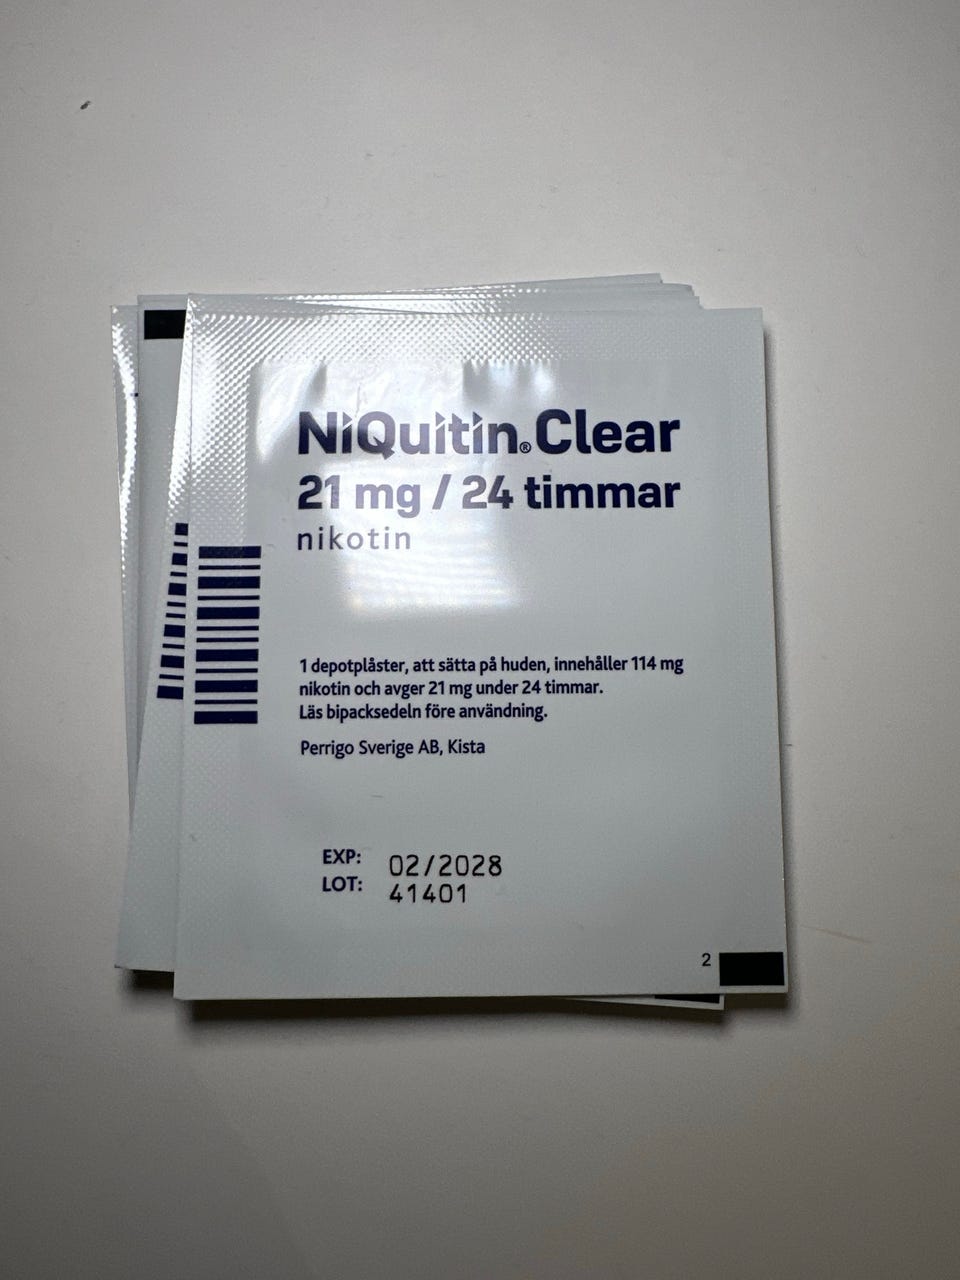 NiQuitin® Clear
21 mg / 24 timmar
nikotin
1 depotplåster, att sätta på huden, innehåller 114 mg
nikotin och avger 21 mg under 24 timmar.
Läs bipacksedeln före användning.
Perrigo Sverige AB, Kista
EXP: 02/2028
LOT: 41401
2